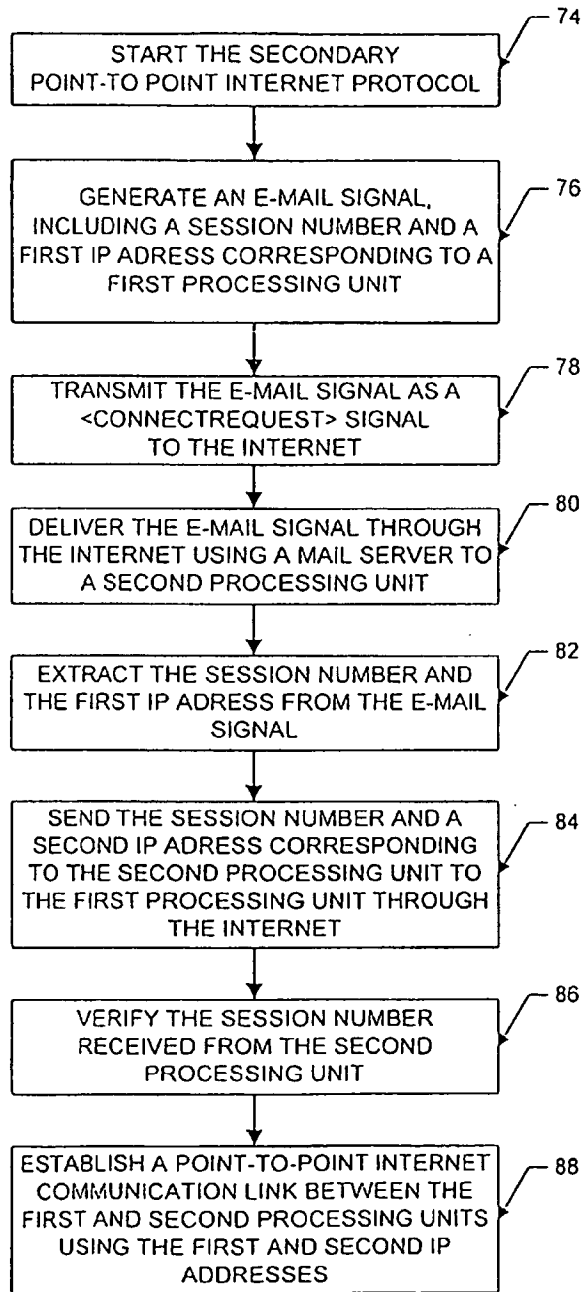 74
START THE SECONDARY
POINT-TO POINT INTERNET PROTOCOL
76
GENERATE AN E-MAIL SIGNAL,
INCLUDING A SESSION NUMBER AND A
FIRST IP ADRESS CORRESPONDING TO A
FIRST PROCESSING UNIT
78
TRANSMIT THE E-MAIL SIGNAL AS A
<CONNECTREQUEST> SIGNAL
TO THE INTERNET
80
DELIVER THE E-MAIL SIGNAL THROUGH
THE INTERNET USING A MAIL SERVER TO
A SECOND PROCESSING UNIT
82
EXTRACT THE SESSION NUMBER AND
THE FIRST IP ADRESS FROM THE E-MAIL
SIGNAL
84
SEND THE SESSION NUMBER AND A
SECOND IP ADRESS CORRESPONDING
TO THE SECOND PROCESSING UNIT TO
THE FIRST PROCESSING UNIT THROUGH
THE INTERNET
86
VERIFY THE SESSION NUMBER
RECEIVED FROM THE SECOND
PROCESSING UNIT
88
ESTABLISH A POINT-TO-POINT INTERNET
COMMUNICATION LINK BETWEEN THE
FIRST AND SECOND PROCESSING UNITS
USING THE FIRST AND SECOND IP
ADDRESSES